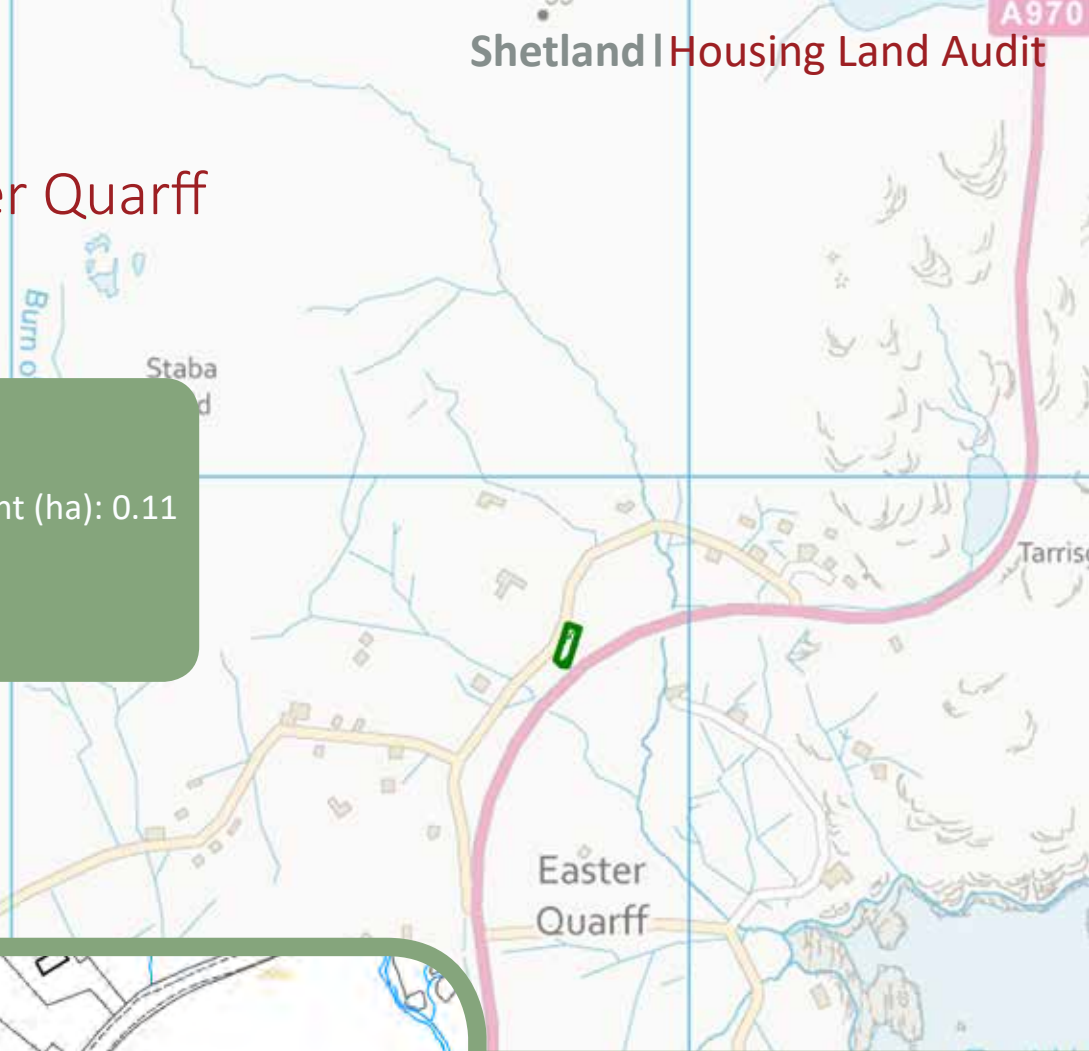 A970
Shetland|Housing Land Audit
er Quarff
Burn o
Staba
d
nt (ha): 0.11
Tarris
Easter
Quarff